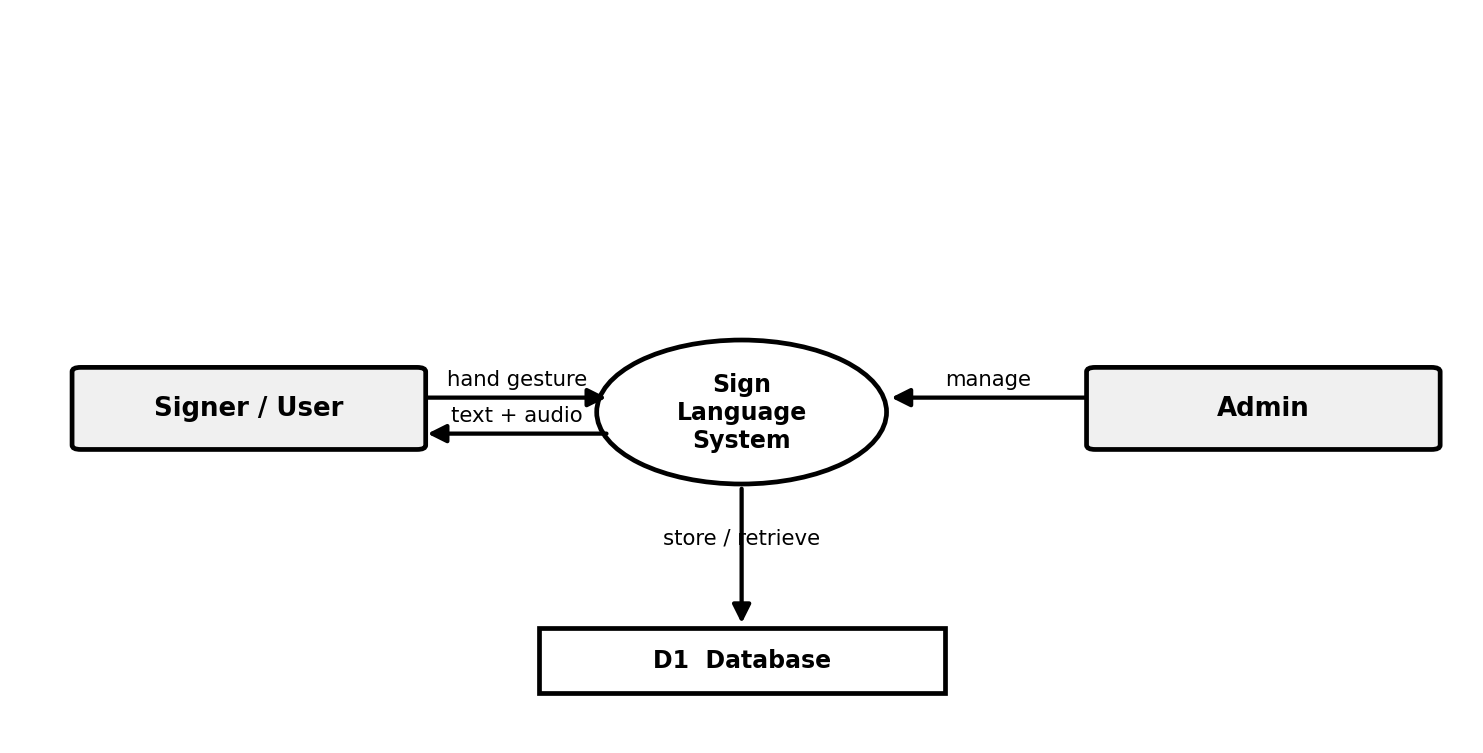 hand gesture
manage
Signer / User
text + audio
Sign
Language
System
Admin
store / retrieve
D1  Database